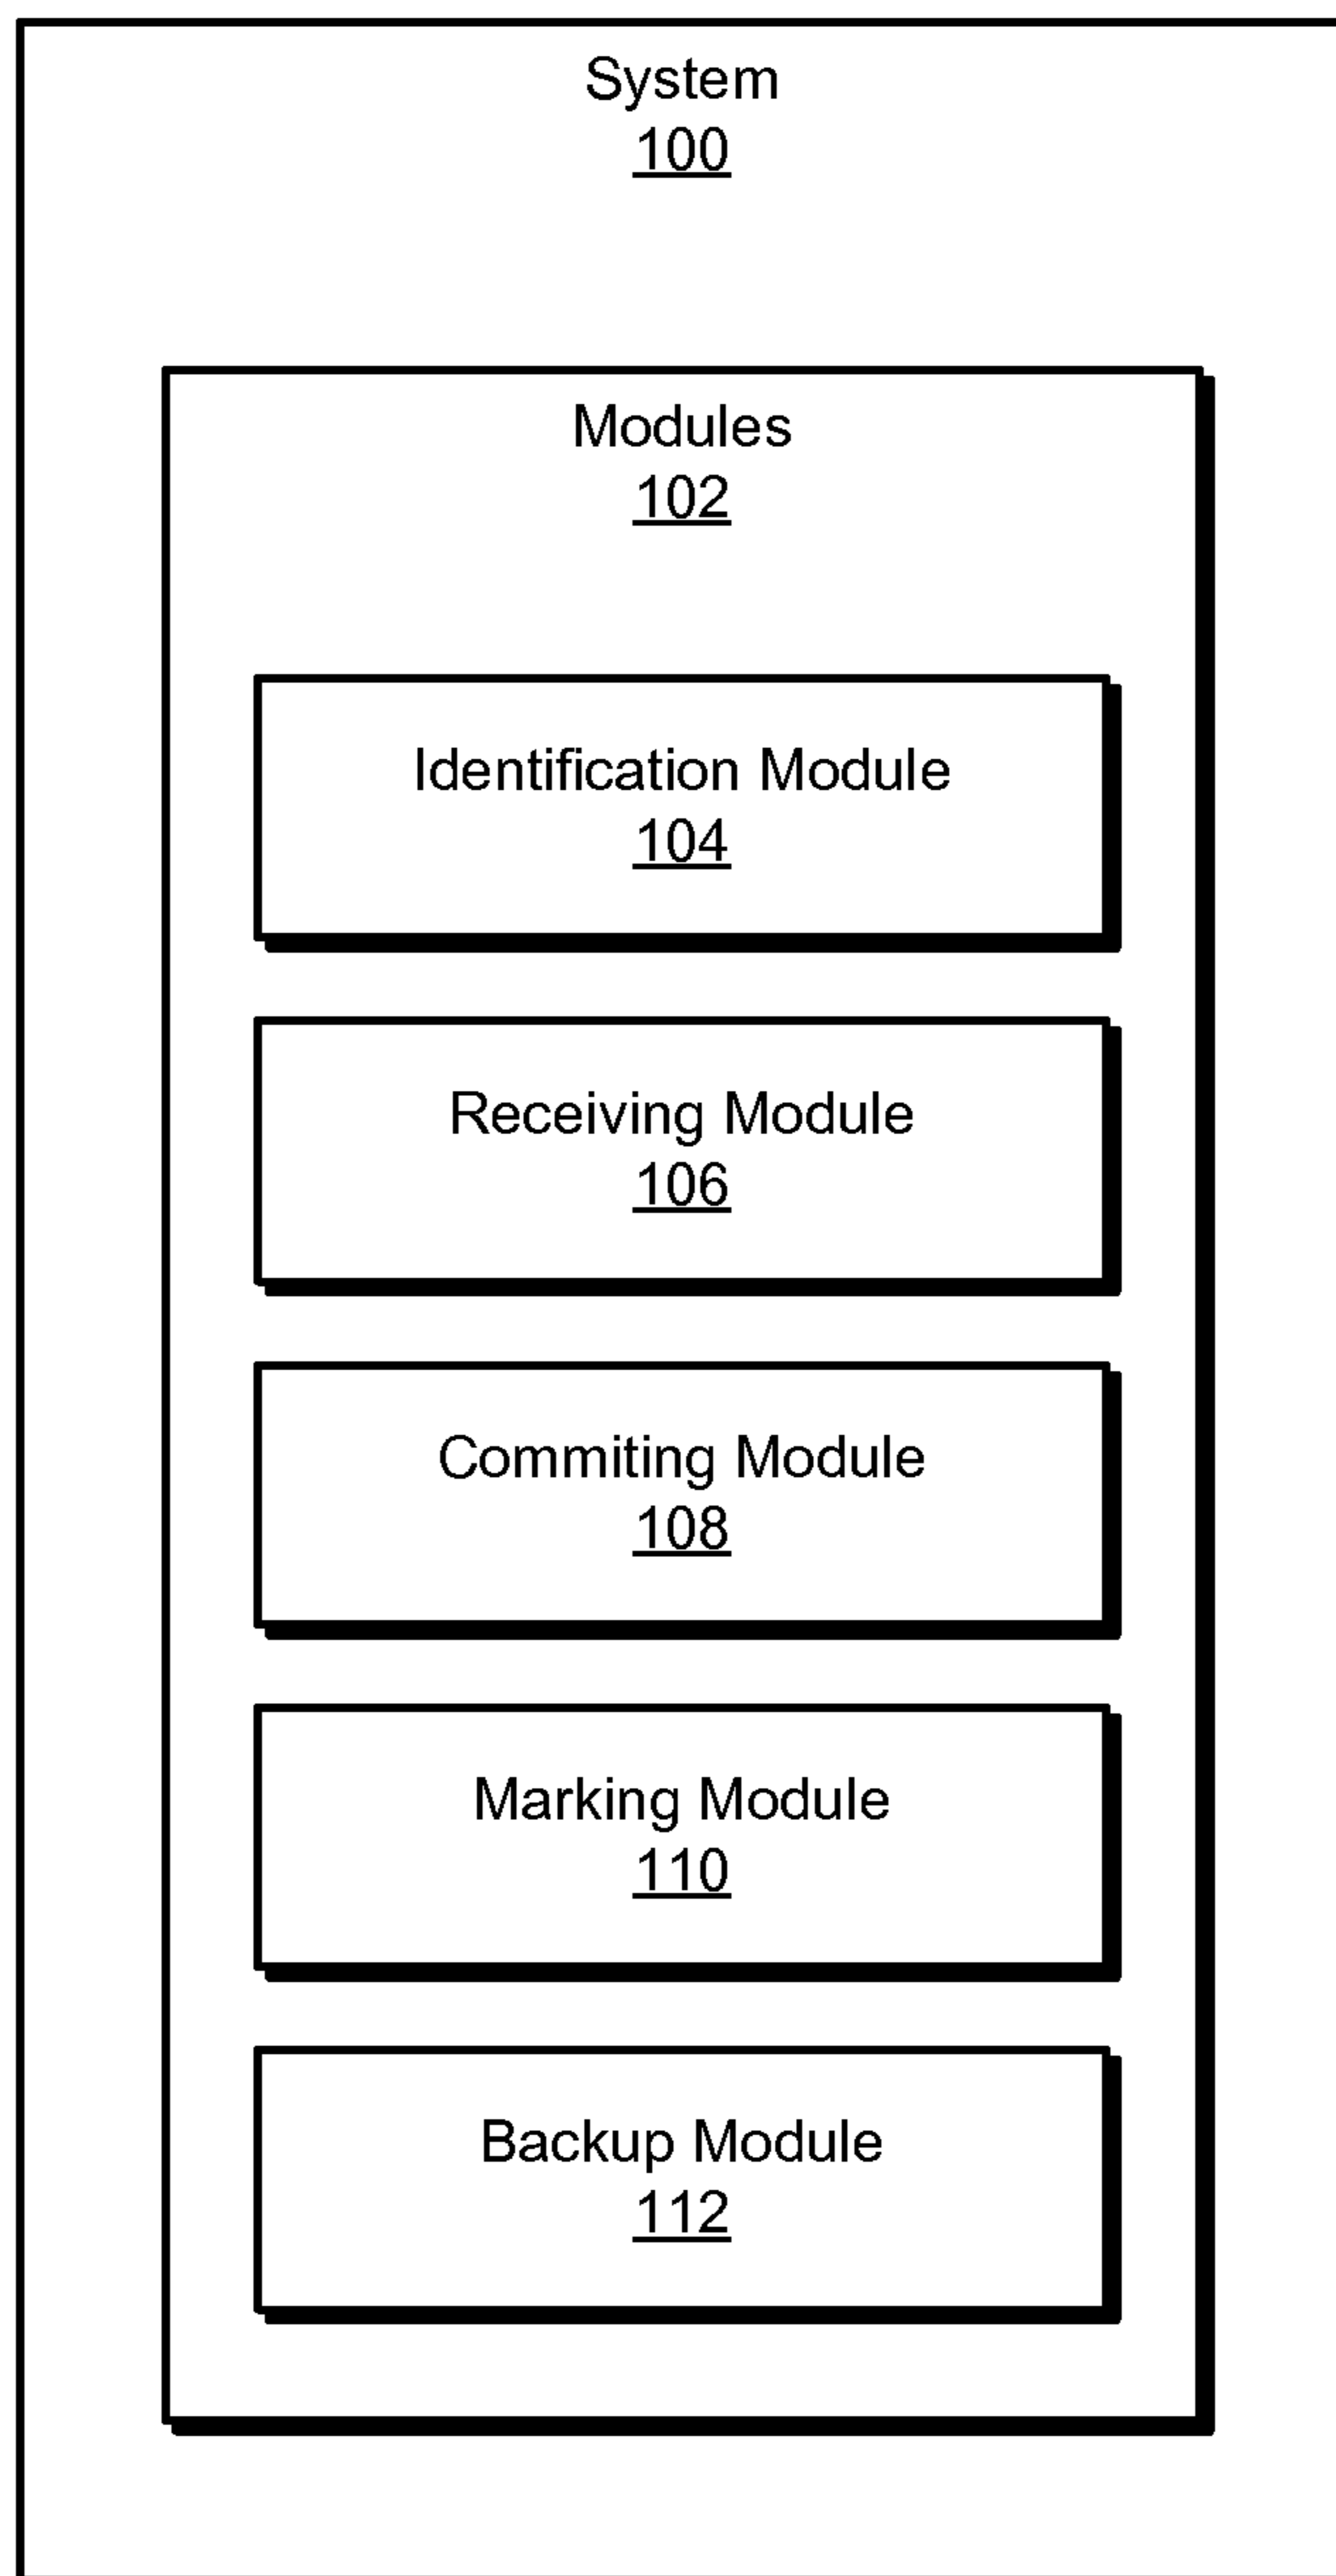 System
100
Modules
102
Identification Module
104
Receiving Module
106
Commiting Module
108
Marking Module
110
Backup Module
112